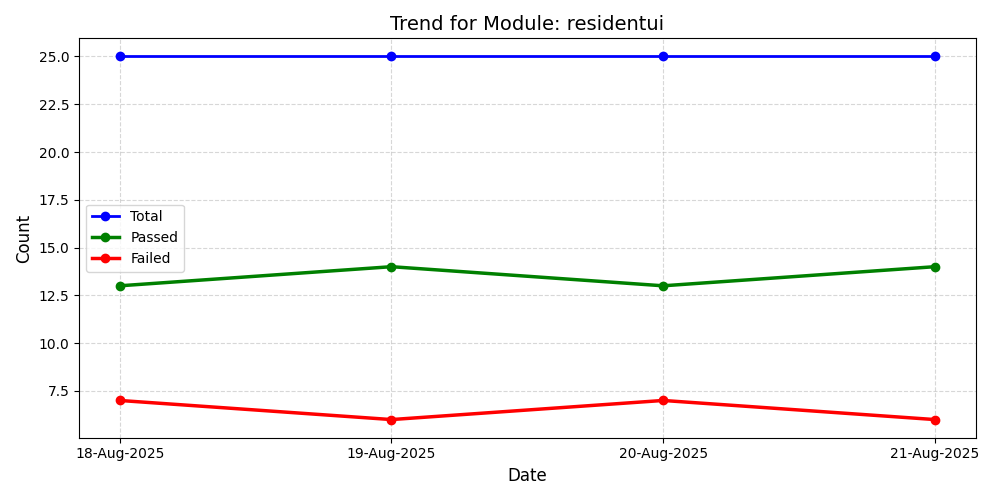 Trend for Module: residentui
25.0
22.5
20.0
17.5
15.0
12.5
10.0
7.5
Count
Total
Passed
Failed
18-Aug-2025
19-Aug-2025
20-Aug-2025
21-Aug-2025
Date